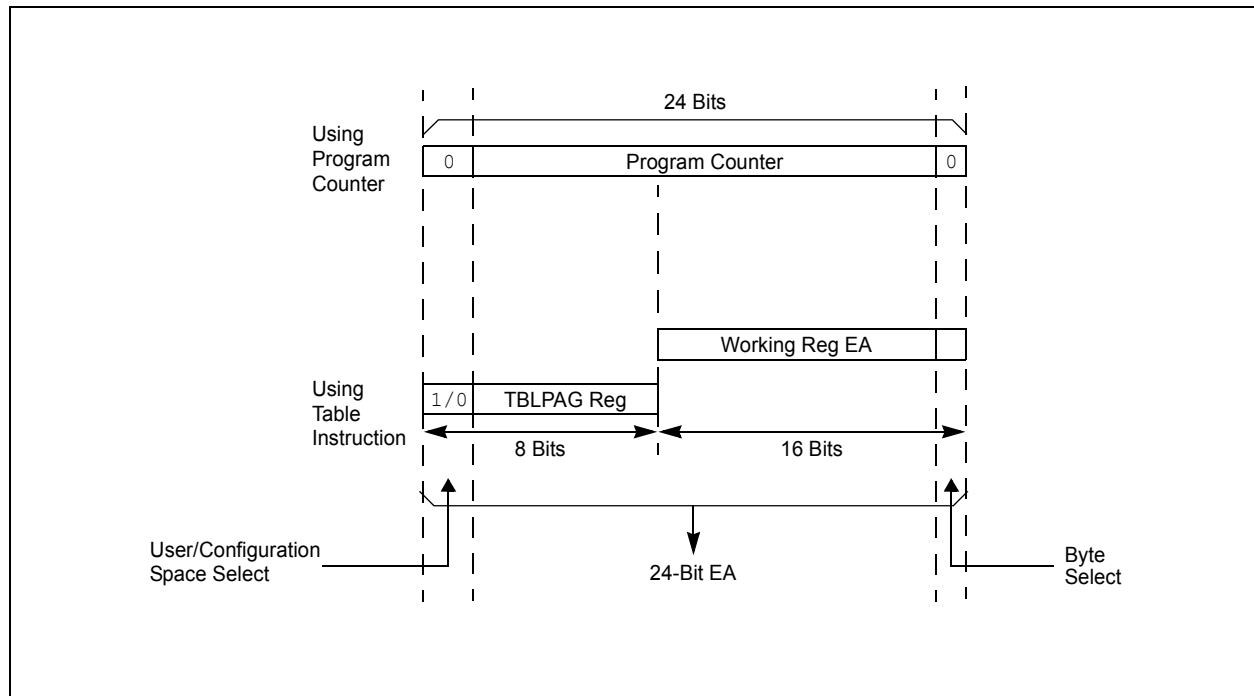 24 Bits
Using
Program
Counter
0
Program Counter
0
Working Reg EA
Using
Table
Instruction
1/0
TBLPAG Reg
8 Bits
16 Bits
User/Configuration
Space Select
24-Bit EA
Byte
Select